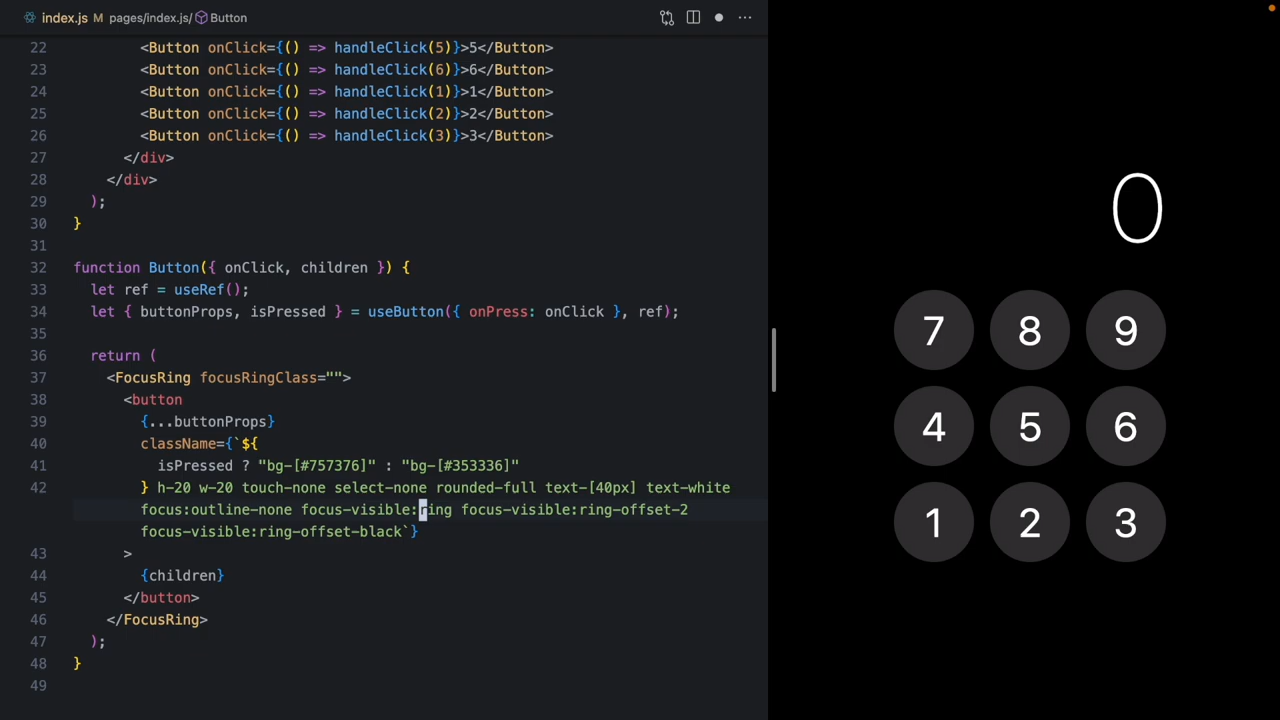 index.js M pages/index.js/ Button
22 <Button onClick={() => handleClick(5)}>5</Button>
23 <Button onClick={() => handleClick(6)}>6</Button>
24 <Button onClick={() => handleClick(1)}>1</Button>
25 <Button onClick={() => handleClick(2)}>2</Button>
26 <Button onClick={() => handleClick(3)}>3</Button>
27 </div>
28 </div>
29 );
30 }
31
32 function Button({ onClick, children }) {
33 let ref = useRef();
34 let { buttonProps, isPressed } = useButton({ onPress: onClick }, ref);
35
36 return (
37 <FocusRing focusRingClass="">
38 <button
39 {...buttonProps}
40 className={`${
41 isPressed ? "bg-[#757376]" : "bg-[#353336]"
42 } h-20 w-20 touch-none select-none rounded-full text-[40px] text-white
focus:outline-none focus-visible:ring focus-visible:ring-offset-2
focus-visible:ring-offset-black`}
43 >
44 {children}
45 </button>
46 </FocusRing>
47 );
48 }
49
0
7 8 9
4 5 6
1 2 3